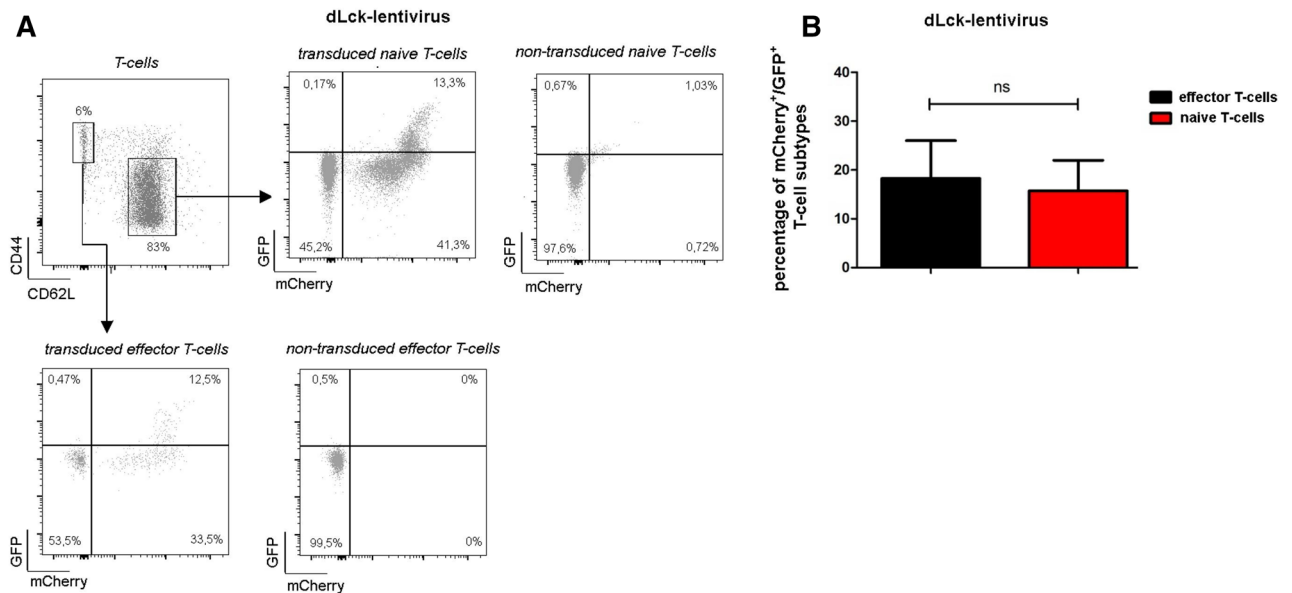 A
dLck-lentivirus
T-cells
6%
83%
CD44
CD62L
transduced naive T-cells
0,17%
13,3%
45,2%
41,3%
GFP
mCherry
non-transduced naive T-cells
0,67%
1,03%
97,6%
0,72%
GFP
mCherry
transduced effector T-cells
0,47%
12,5%
53,5%
33,5%
GFP
mCherry
non-transduced effector T-cells
0,5%
0%
99,5%
0%
GFP
mCherry
B
dLck-lentivirus
percentage of mCherry⁺/GFP⁺
T-cell subtypes
40
30
20
10
0
ns
effector T-cells
naive T-cells